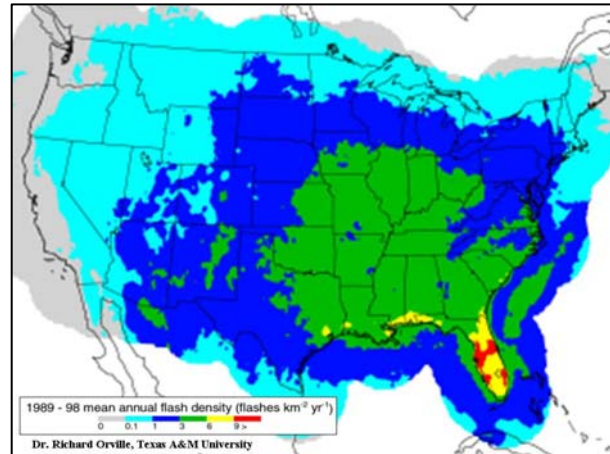 1989 - 98 mean annual flash density (flashes km-2 yr-1)
0 0.1 1 3 6 9 >
Dr. Richard Orville, Texas A&M University